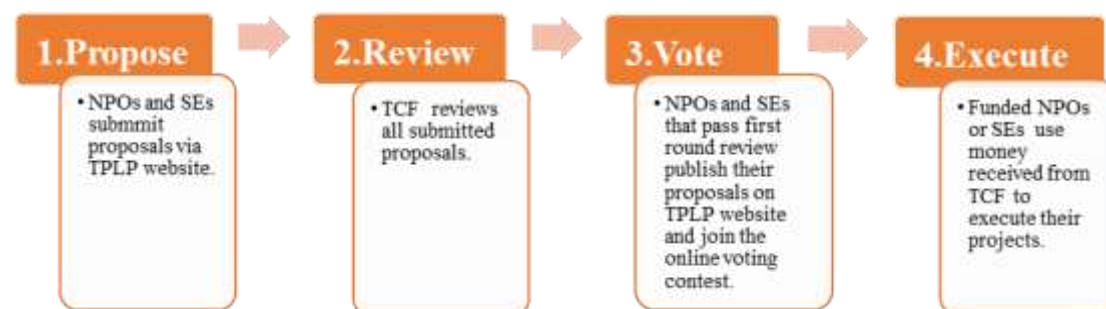 1.Propose
• NPOs and SEs
submmit
proposals via
TPLP website.
2.Review
• TCF reviews
all submitted
proposals.
3.Vote
• NPOs and SEs
that pass first
round review
publish their
proposals on
TPLP website
and join the
online voting
contest.
4.Execute
• Funded NPOs
or SEs use
money
received from
TCF to
execute their
projects.